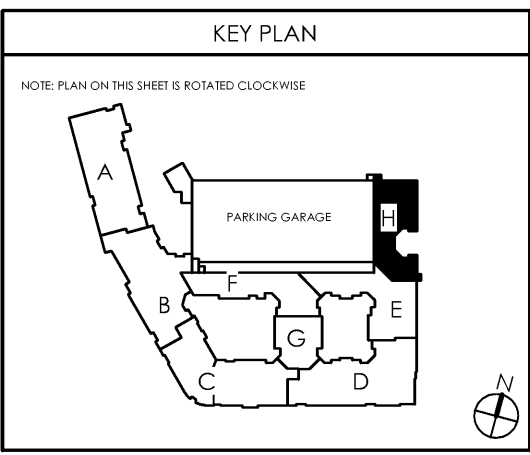 KEY PLAN
NOTE: PLAN ON THIS SHEET IS ROTATED CLOCKWISE
A
PARKING GARAGE
H
F
B
E
G
C
D
N